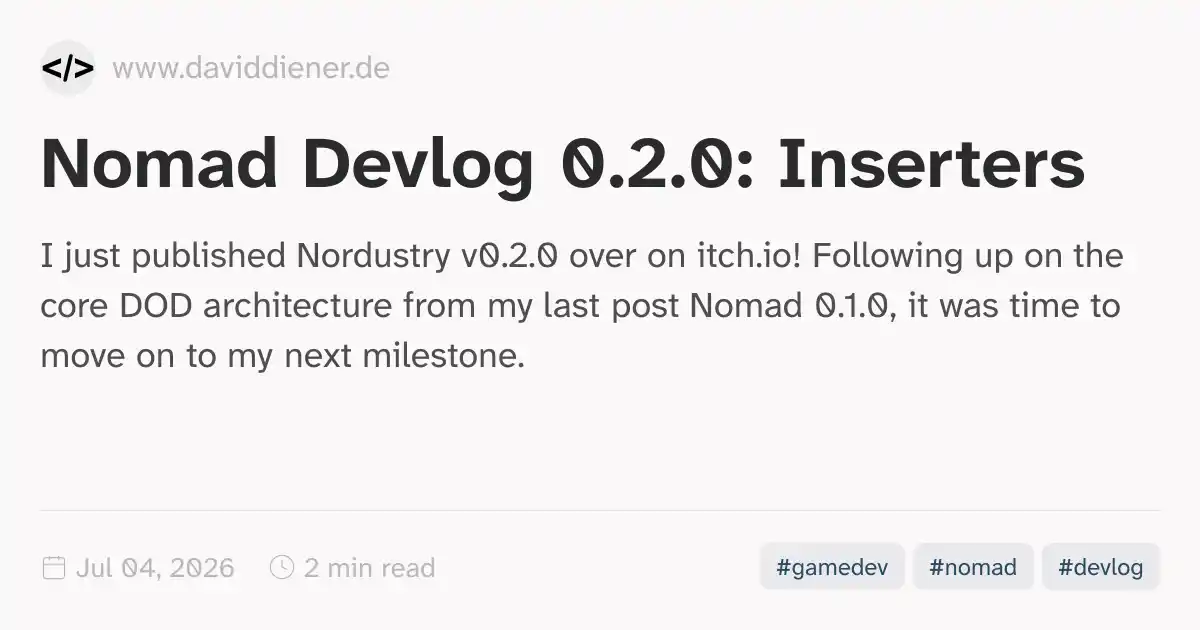 </>
www.daviddiener.de
Nomad Devlog 0.2.0: Inserters
I just published Nordustry v0.2.0 over on itch.io! Following up on the
core DOD architecture from my last post Nomad 0.1.0, it was time to
move on to my next milestone.
Jul 04, 2026
2 min read
#gamedev
#nomad
#devlog